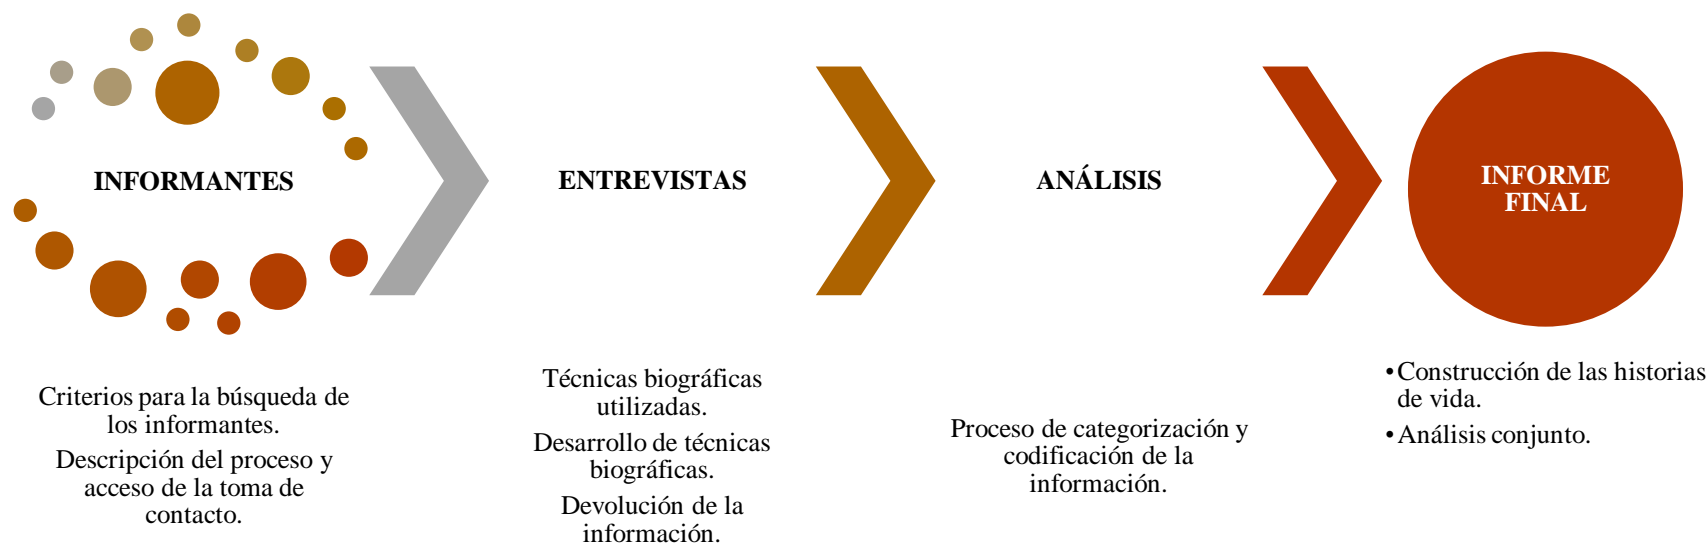 INFORMANTES
Criterios para la búsqueda de
los informantes.
Descripción del proceso y
acceso de la toma de
contacto.
ENTREVISTAS
Técnicas biográficas
utilizadas.
Desarrollo de técnicas
biográficas.
Devolución de la
información.
ANÁLISIS
Proceso de categorización y
codificación de la
información.
INFORME
FINAL
•Construcción de las historias
de vida.
•Análisis conjunto.